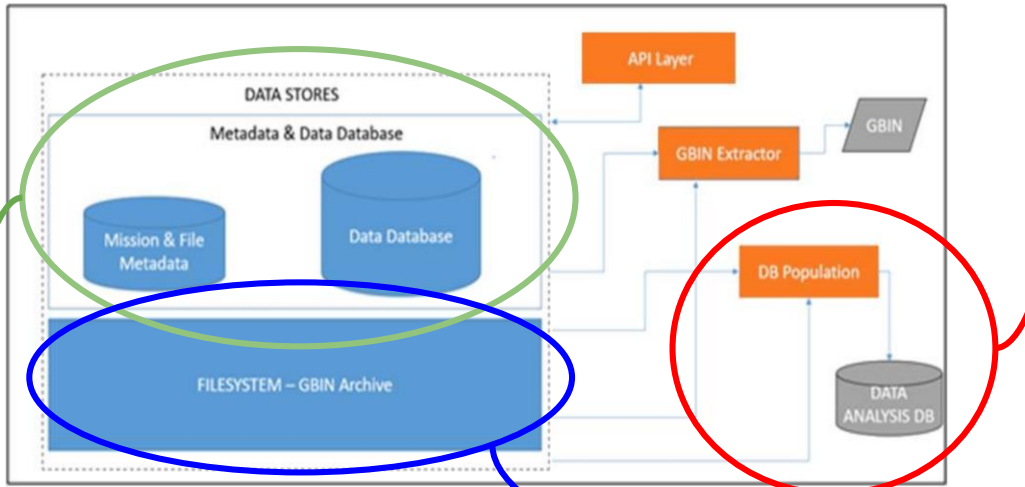 DATA STORES
Metadata & Data Database
Mission & File
Metadata
Data Database
FILESYSTEM – GBIN Archive
API Layer
GBIN Extractor
GBIN
DB Population
DATA
ANALYSIS DB